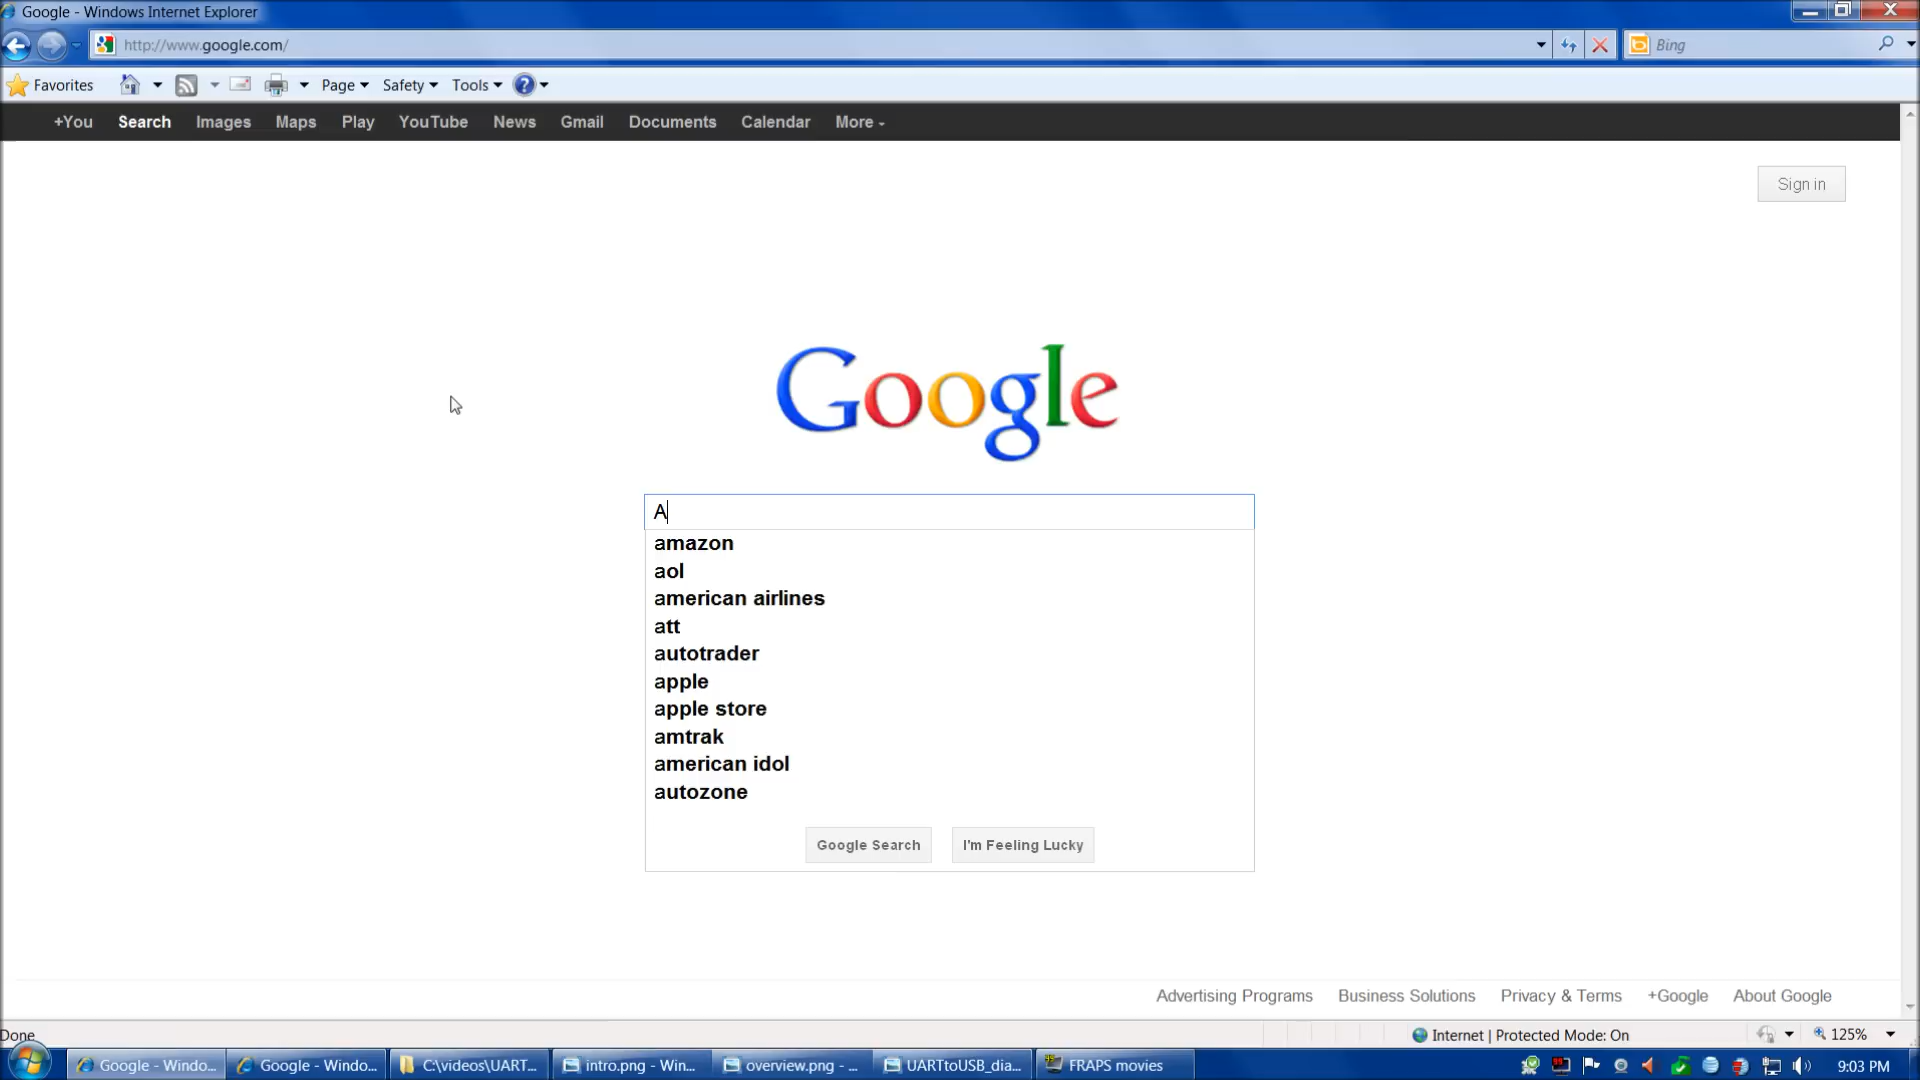 Google - Windows Internet Explorer
http://www.google.com/
Bing
Favorites
Page
Safety
Tools
+You Search Images Maps Play YouTube News Gmail Documents Calendar More
Sign in
Google
A
amazon
aol
american airlines
att
autotrader
apple
apple store
amtrak
american idol
autozone
Google Search I'm Feeling Lucky
Advertising Programs Business Solutions Privacy & Terms +Google About Google
Done
Internet | Protected Mode: On
125%
Google - Windo...
Google - Windo...
C:\videos\UART...
intro.png - Win...
overview.png - ...
UARTtoUSB_dia...
FRAPS movies
9:03 PM